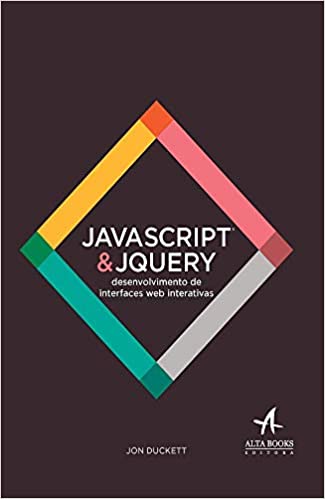 JAVASCRIPT
& JQUERY
desenvolvimento de
interfaces web interativas
JON DUCKETT
A
ALTA BOOKS
EDITORA